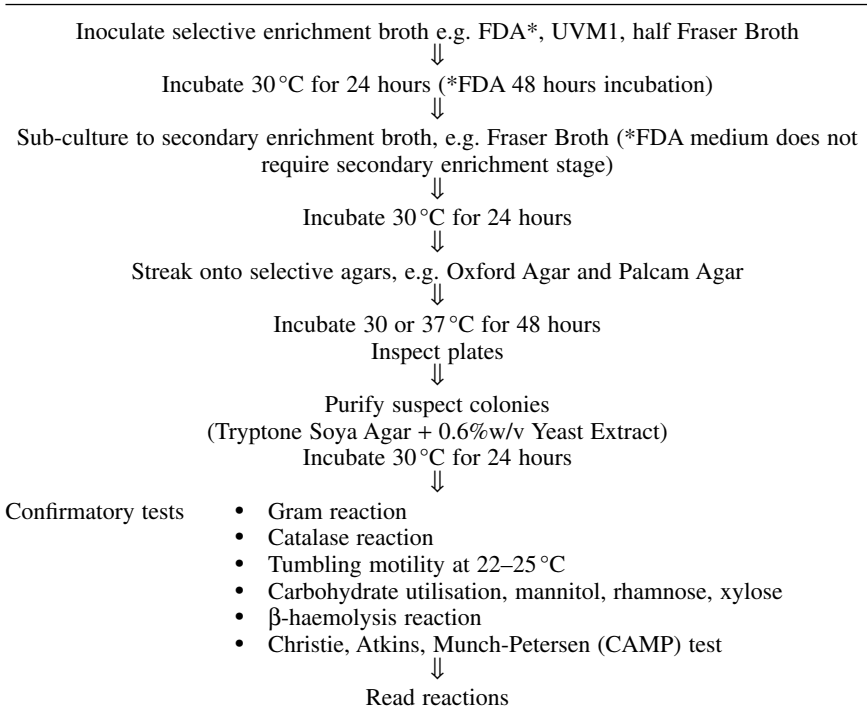 Inoculate selective enrichment broth e.g. FDA*, UVM1, half Fraser Broth
⇓
Incubate 30 °C for 24 hours (*FDA 48 hours incubation)
⇓
Sub-culture to secondary enrichment broth, e.g. Fraser Broth (*FDA medium does not
require secondary enrichment stage)
⇓
Incubate 30 °C for 24 hours
⇓
Streak onto selective agars, e.g. Oxford Agar and Palcam Agar
⇓
Incubate 30 or 37 °C for 48 hours
Inspect plates
⇓
Purify suspect colonies
(Tryptone Soya Agar + 0.6%w/v Yeast Extract)
Incubate 30 °C for 24 hours
⇓
Confirmatory tests • Gram reaction
• Catalase reaction
• Tumbling motility at 22–25 °C
• Carbohydrate utilisation, mannitol, rhamnose, xylose
• β-haemolysis reaction
• Christie, Atkins, Munch-Petersen (CAMP) test
⇓
Read reactions